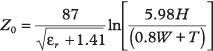 Z₀ = 87 / √(εᵣ + 1.41) ln[5.98H / (0.8W + T)]